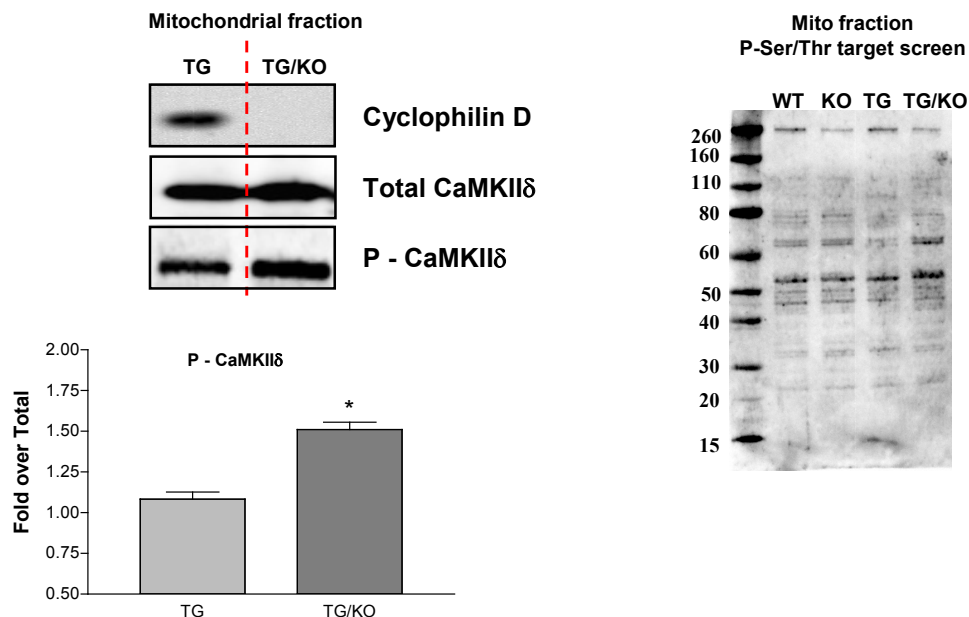 Mitochondrial fraction
TG TG/KO
Cyclophilin D
Total CaMKIIδ
P - CaMKIIδ
P - CaMKIIδ
Fold over Total
2.00
1.75
1.50
1.25
1.00
0.75
0.50
*
TG TG/KO
Mito fraction
P-Ser/Thr target screen
WT KO TG TG/KO
260
160
110
80
60
50
40
30
20
15